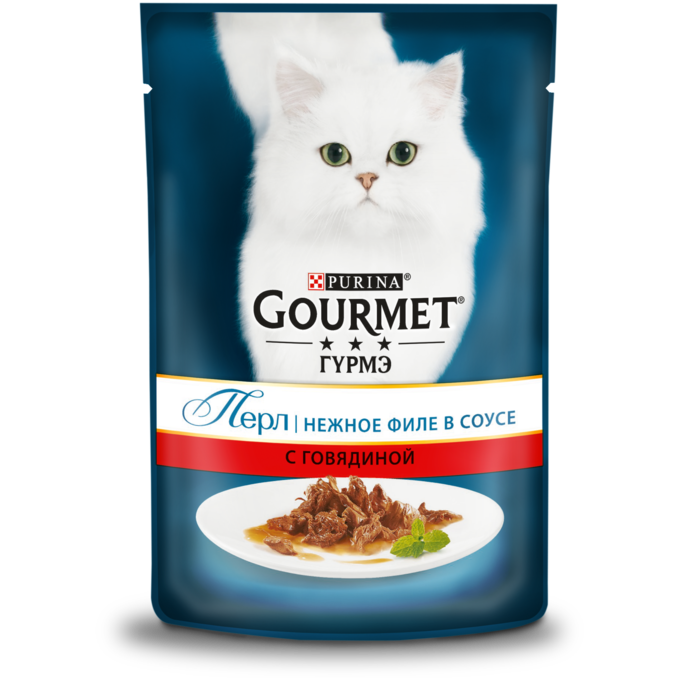 PURINA®
GOURMET®
ГУРМЭ
Перл | НЕЖНОЕ ФИЛЕ В СОУСЕ
С ГОВЯДИНОЙ